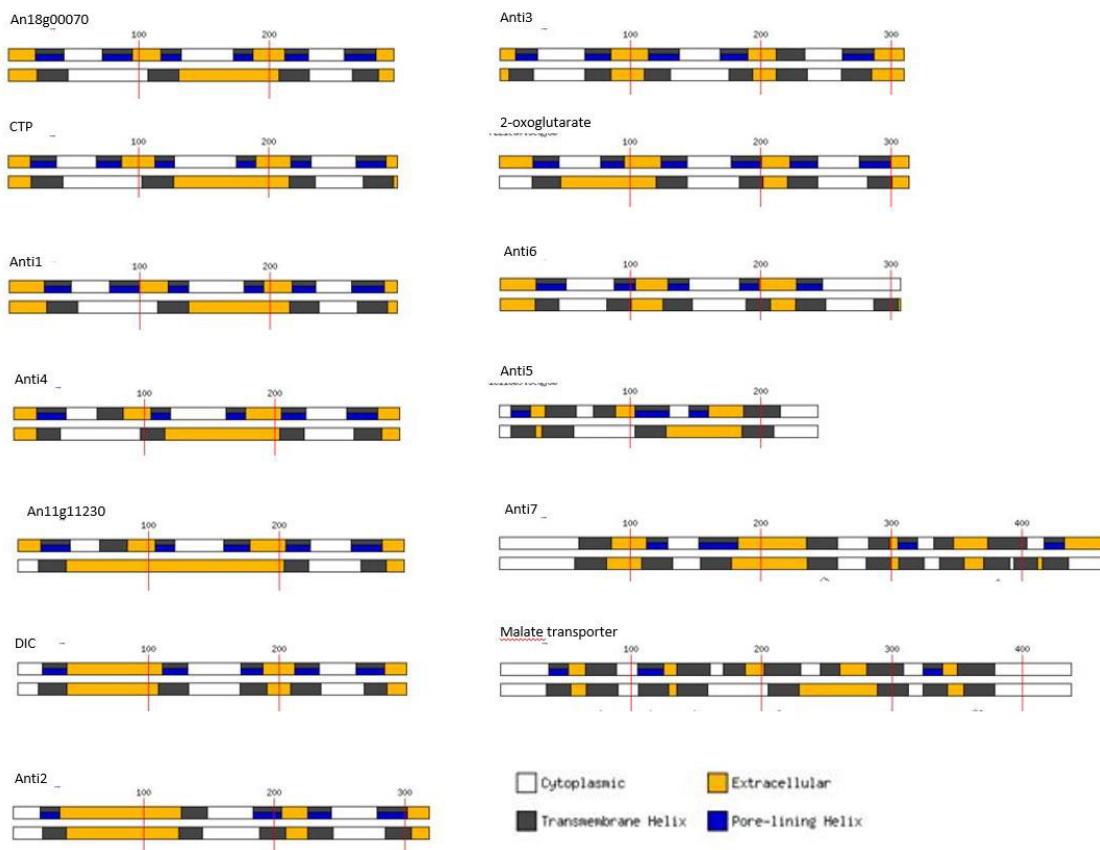 An18g00070
100 200
CTP
100 200
Anti1
100 200
Anti4
100 200
An11g11230
100 200
DIC
100 200
Anti2
100 200 300
Anti3
100 200 300
2-oxoglutarate
100 200 300
Anti6
100 200 300
Anti5
100 200
Anti7
100 200 300 400
Malate transporter
100 200 300 400
Cytoplasmic
Extracellular
Transmembrane Helix
Pore-lining Helix